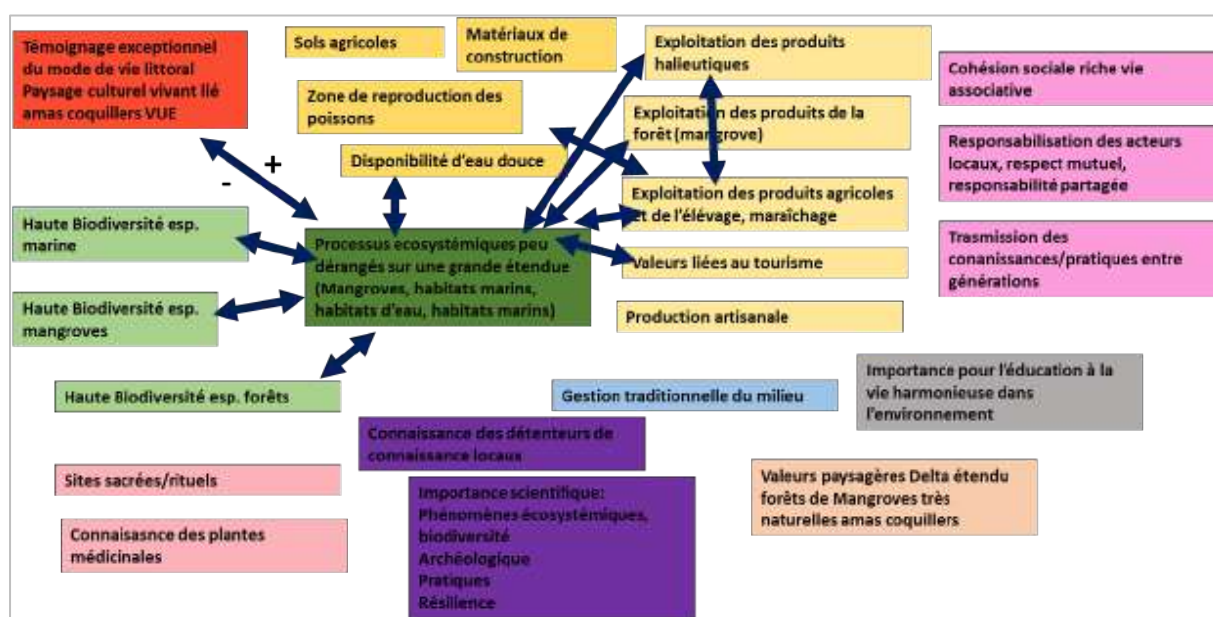 Témoignage exceptionnel
du mode de vie littoral
Paysage culturel vivant lié
amas coquillers VUE
Sols agricoles
Matériaux de
construction
Zone de reproduction des
poissons
Disponibilité d'eau douce
Exploitation des produits
halieutiques
Exploitation des produits de la
forêt (mangrove)
Exploitation des produits agricoles
et de l'élévage, maraîchage
Valeurs liées au tourisme
Production artisanale
Cohésion sociale riche vie
associative
Responsabilisation des acteurs
locaux, respect mutuel,
responsabilité partagée
Trasmission des
conanissances/pratiques entre
générations
+
-
Haute Biodiversité esp.
marine
Haute Biodiversité esp.
mangroves
Processus ecosystémiques peu
dérangés sur une grande étendue
(Mangroves, habitats marins,
habitats d'eau, habitats marins)
Haute Biodiversité esp. forêts
Gestion traditionnelle du milieu
Importance pour l'éducation à la
vie harmonieuse dans
l'environnement
Connaissance des détenteurs de
connaissance locaux
Sites sacrées/rituels
Connaisasnce des plantes
médicinales
Importance scientifique:
Phénomènes écosystémiques,
biodiversité
Archéologique
Pratiques
Résilience
Valeurs paysagères Delta étendu
forêts de Mangroves très
naturelles amas coquillers